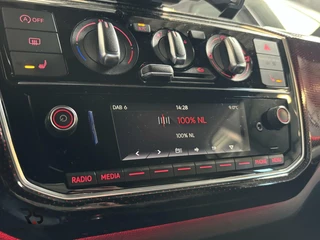 A OFF
DAB 6
14:28
100% NL
100% NL
RADIO
MEDIA